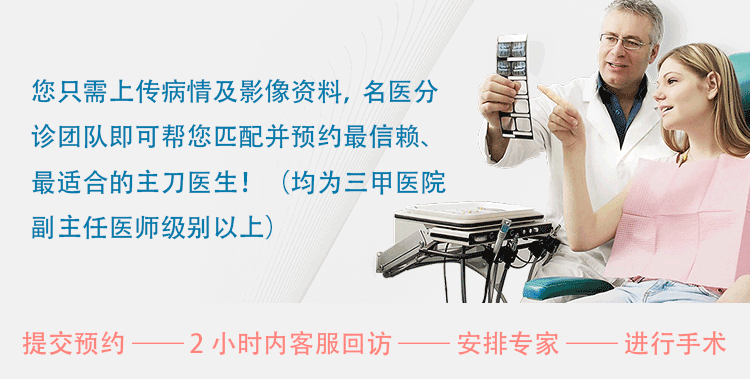 您只需上传病情及影像资料, 名医分
诊团队即可帮您匹配并预约最信赖、
最适合的主刀医生！（均为三甲医院
副主任医师级别以上）
提交预约 —— 2 小时内客服回访 —— 安排专家 —— 进行手术